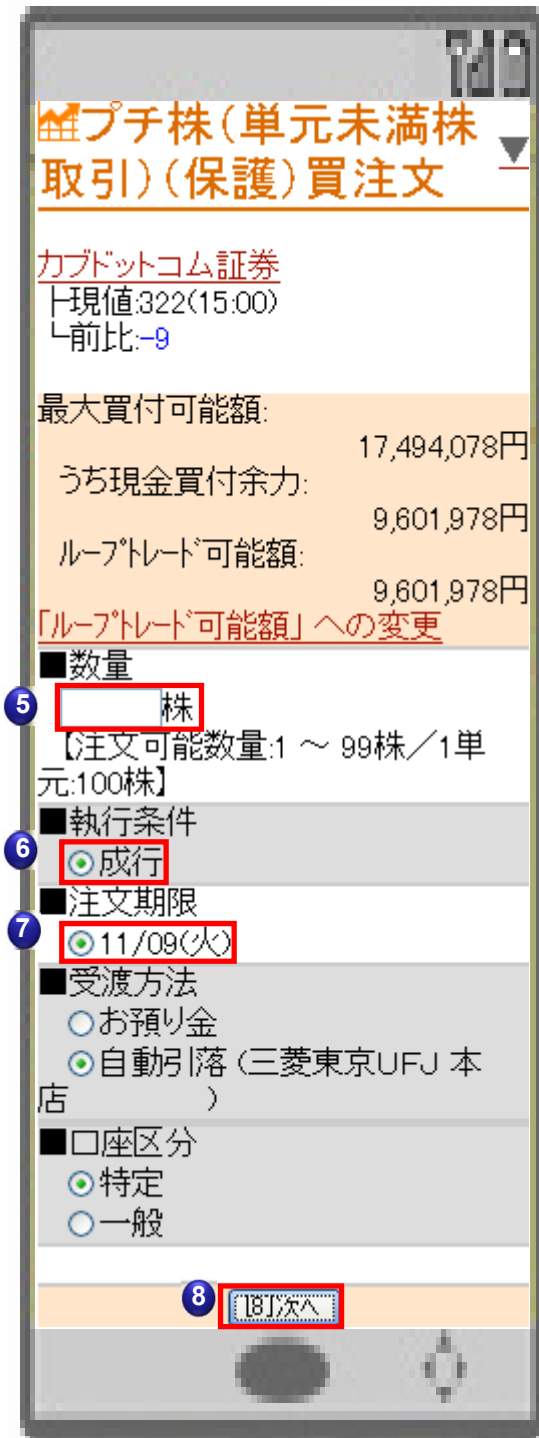 プチ株(単元未満株
取引)(保護)買注文
▼
カブドットコム証券
├現値:322(15:00)
└前比:-9
最大買付可能額:
17,494,078円
うち現金買付余力:
9,601,978円
ループトレード可能額:
9,601,978円
「ループトレード可能額」への変更
■数量
5 株
【注文可能数量:1 ~ 99株/1単
元:100株】
■執行条件
6 成行
■注文期限
7 11/09(火)
■受渡方法
お預り金
自動引落 (三菱東京UFJ 本
店 )
■口座区分
特定
一般
8 [8]次へ